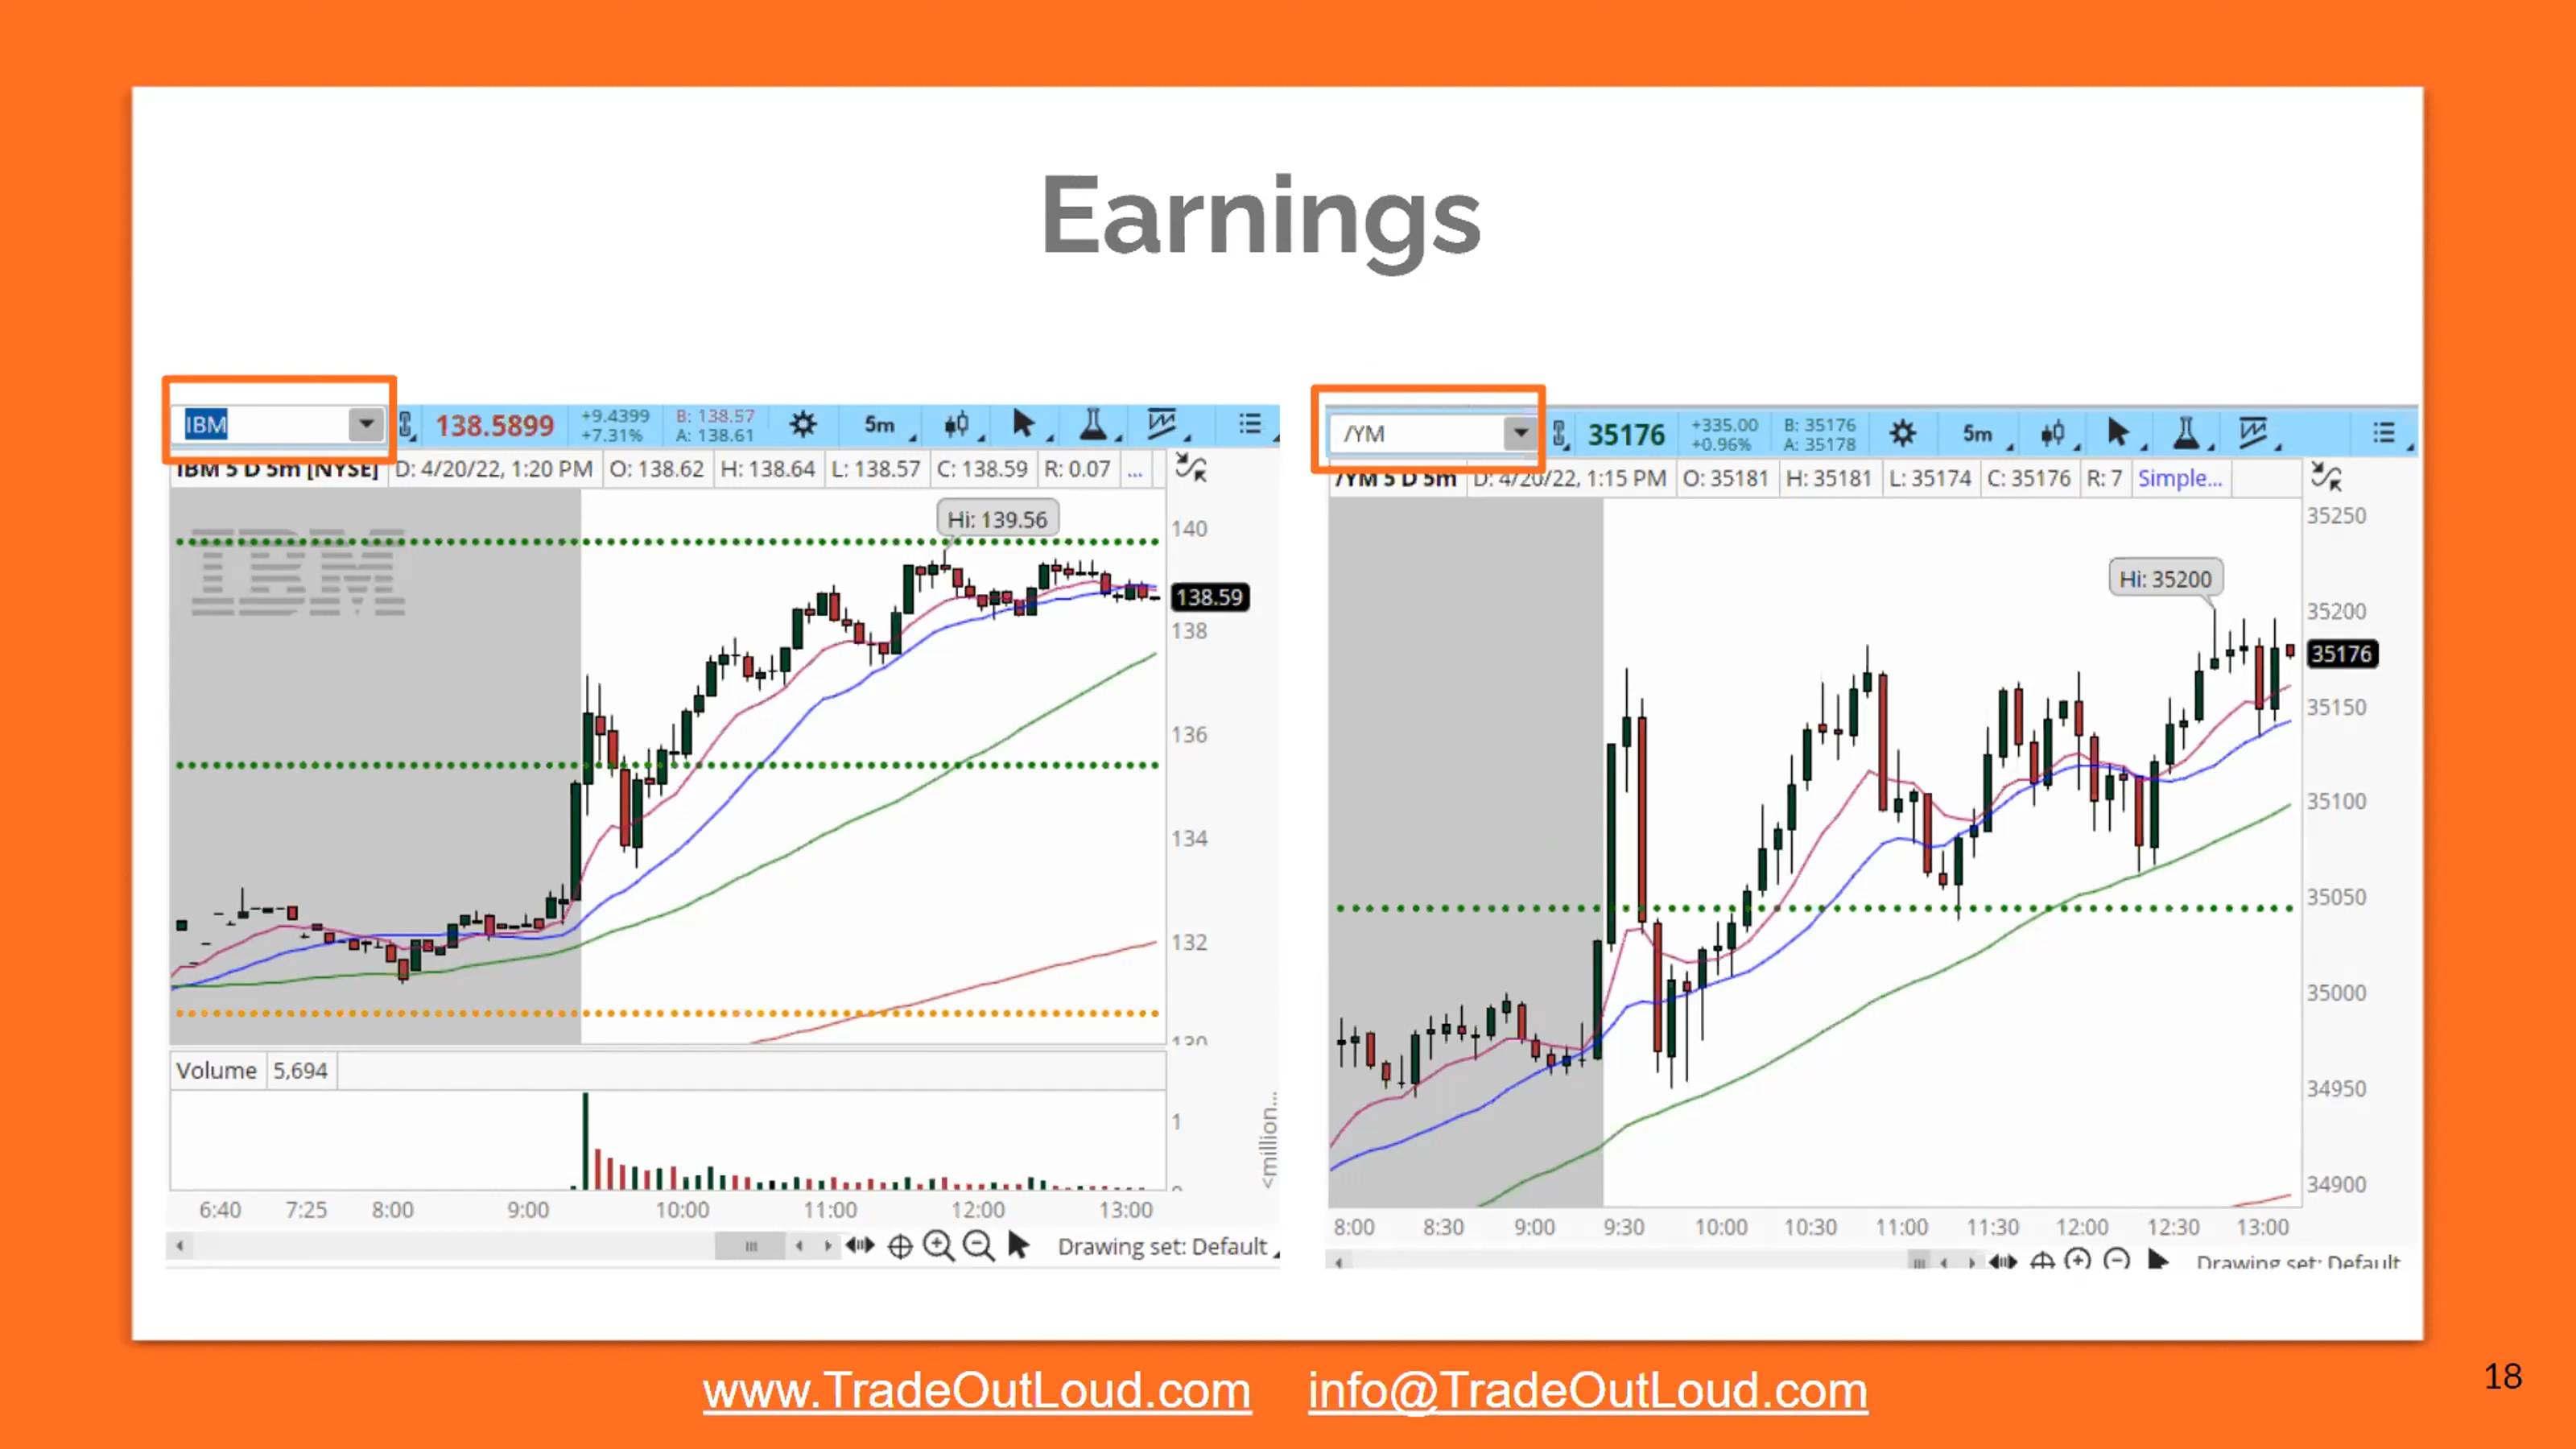 Earnings
IBM
138.5899
+9.4399
+7.31%
B: 138.57
A: 138.61
5m
IBM 5 D 5m [NYSE]
D: 4/20/22, 1:20 PM
O: 138.62
H: 138.64
L: 138.57
C: 138.59
R: 0.07
...
IBM
Hi: 139.56
140
138.59
138
136
134
132
130
Volume
5,694
1
<million...
6:40 7:25 8:00 9:00 10:00 11:00 12:00 13:00
Drawing set: Default
/YM
35176
+335.00
+0.96%
B: 35176
A: 35178
5m
/YM 5 D 5m
D: 4/20/22, 1:15 PM
O: 35181
H: 35181
L: 35174
C: 35176
R: 7
Simple...
Hi: 35200
35250
35200
35176
35150
35100
35050
35000
34950
34900
8:00 8:30 9:00 9:30 10:00 10:30 11:00 11:30 12:00 12:30 13:00
Drawing set: Default
www.TradeOutLoud.com info@TradeOutLoud.com
18